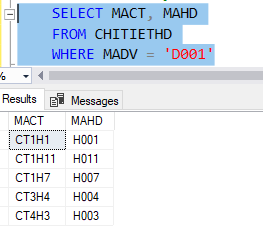 SELECT MACT, MAHD
FROM CHITIETHD
WHERE MADV = 'D001'
%
Results Messages
MACT MAHD
CT1H1 H001
CT1H11 H011
CT1H7 H007
CT3H4 H004
CT4H3 H003